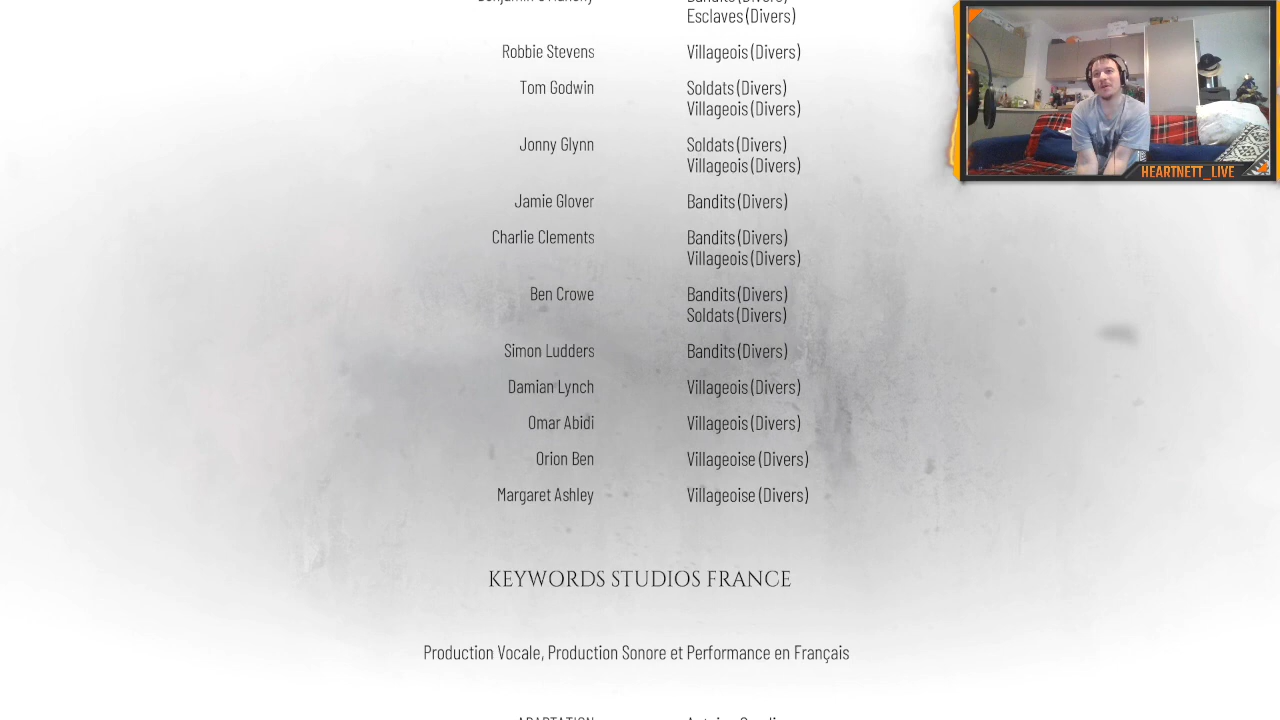 Esclaves (Divers)
Robbie Stevens Villageois (Divers)
Tom Godwin Soldats (Divers)
Villageois (Divers)
Jonny Glynn Soldats (Divers)
Villageois (Divers)
Jamie Glover Bandits (Divers)
Charlie Clements Bandits (Divers)
Villageois (Divers)
Ben Crowe Bandits (Divers)
Soldats (Divers)
Simon Ludders Bandits (Divers)
Damian Lynch Villageois (Divers)
Omar Abidi Villageois (Divers)
Orion Ben Villageoise (Divers)
Margaret Ashley Villageoise (Divers)
KEYWORDS STUDIOS FRANCE
Production Vocale, Production Sonore et Performance en Français
HEARTNETT_LIVE